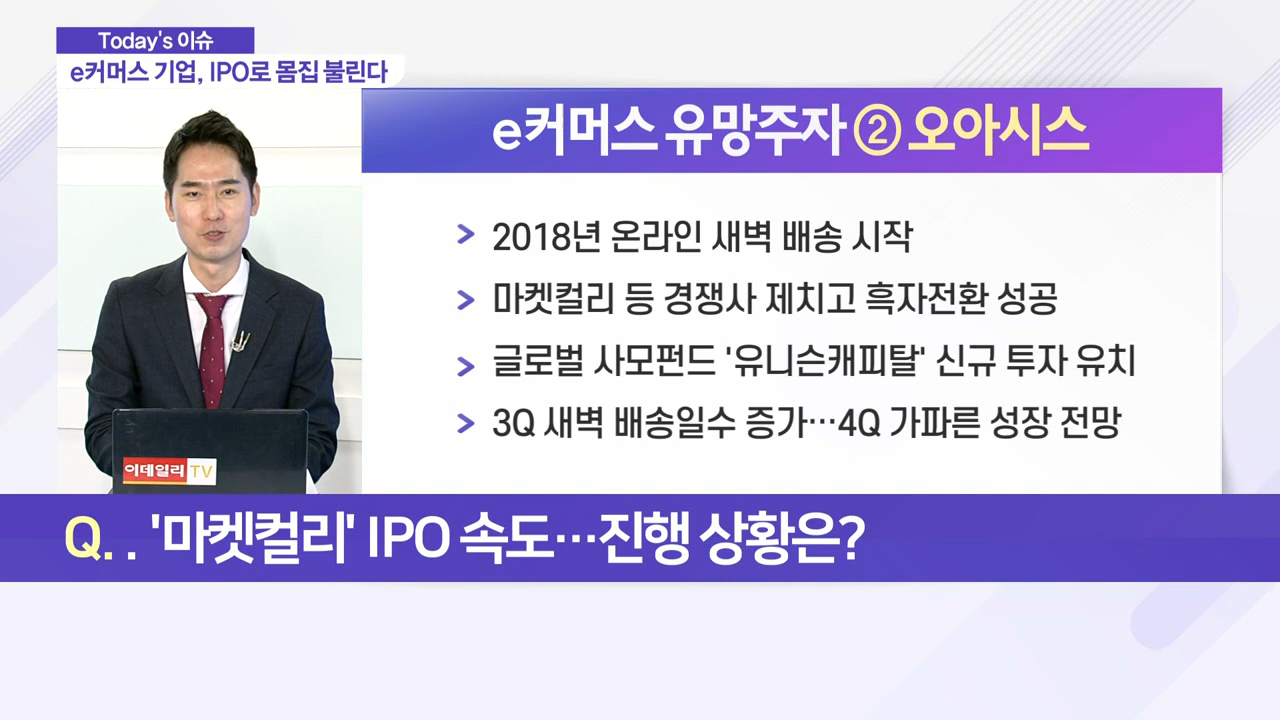 Today's 이슈
e커머스 기업, IPO로 몸집 불린다
e커머스 유망주자 ② 오아시스
> 2018년 온라인 새벽 배송 시작
> 마켓컬리 등 경쟁사 제치고 흑자전환 성공
> 글로벌 사모펀드 '유니슨캐피탈' 신규 투자 유치
> 3Q 새벽 배송일수 증가…4Q 가파른 성장 전망
이데일리 TV
Q. . '마켓컬리' IPO 속도…진행 상황은?